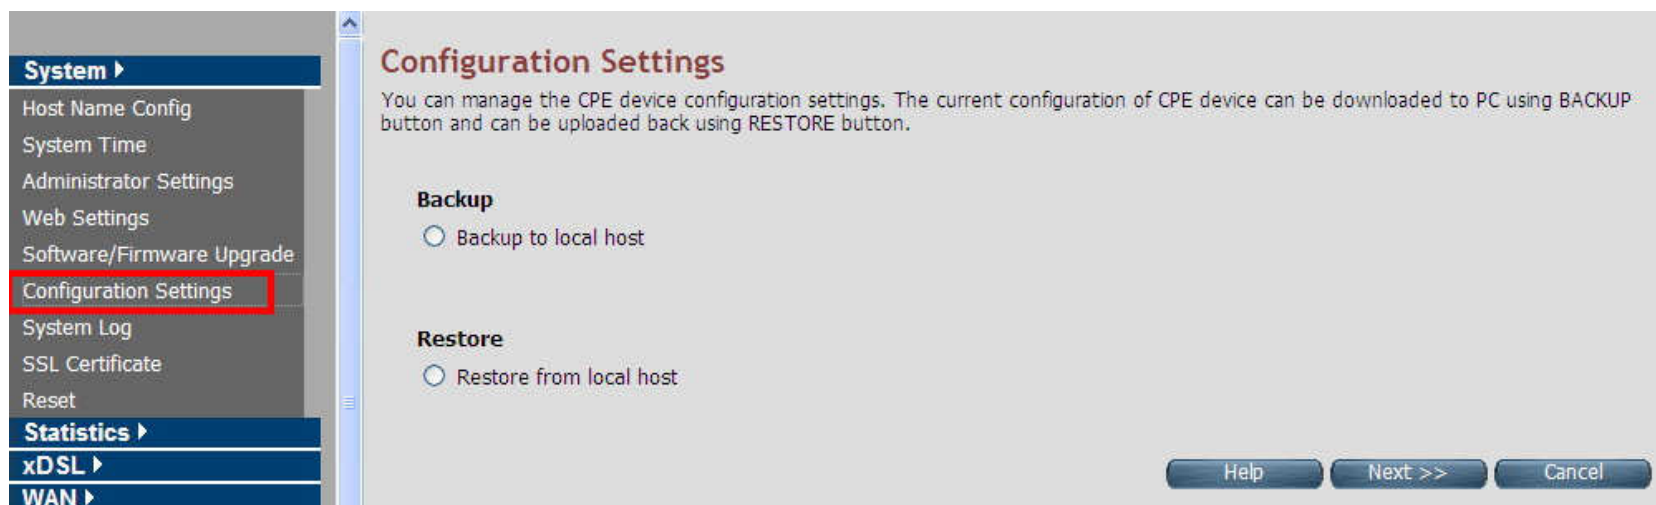 System
Host Name Config
System Time
Administrator Settings
Web Settings
Software/Firmware Upgrade
Configuration Settings
System Log
SSL Certificate
Reset
Statistics
xDSL
WAN
Configuration Settings
You can manage the CPE device configuration settings. The current configuration of CPE device can be downloaded to PC using BACKUP
button and can be uploaded back using RESTORE button.
Backup
Backup to local host
Restore
Restore from local host
Help
Next >>
Cancel